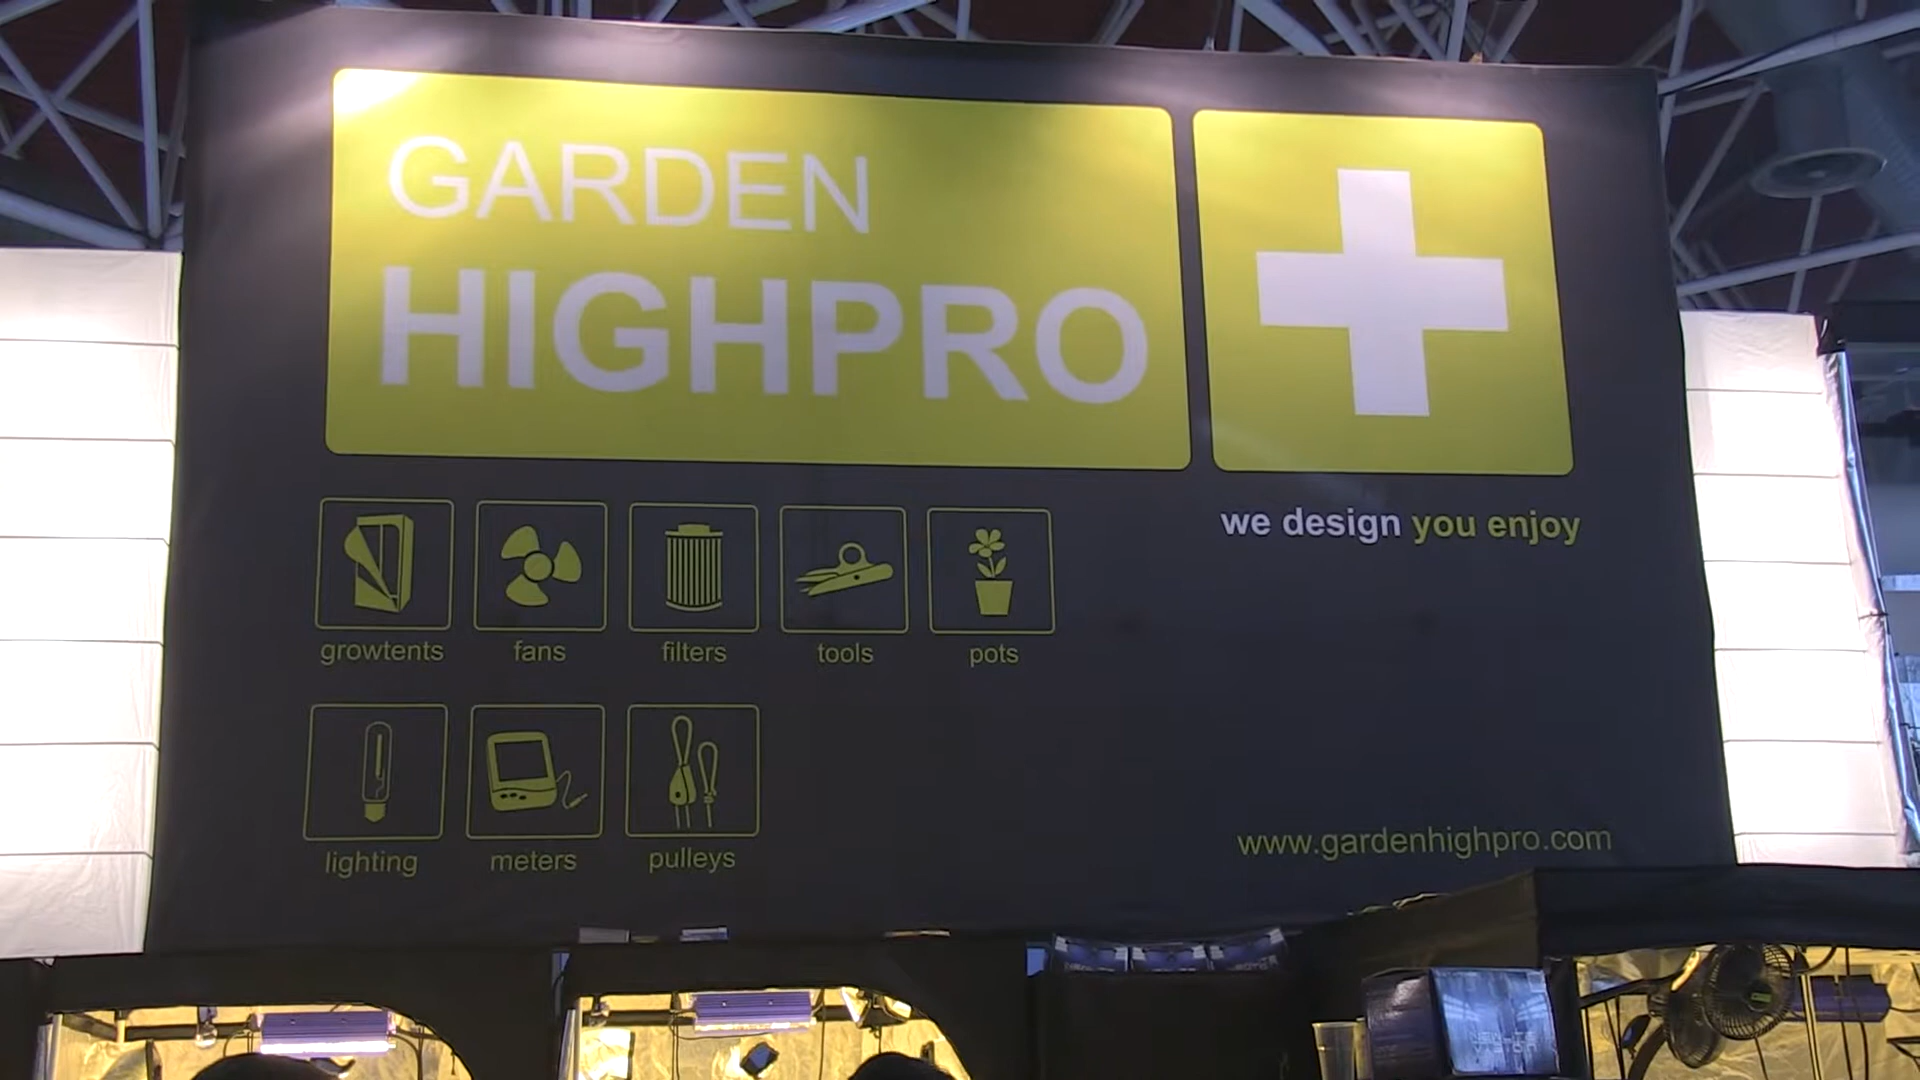 GARDEN
HIGHPRO
we design you enjoy
growtents fans filters tools pots
lighting meters pulleys
www.gardenhighpro.com